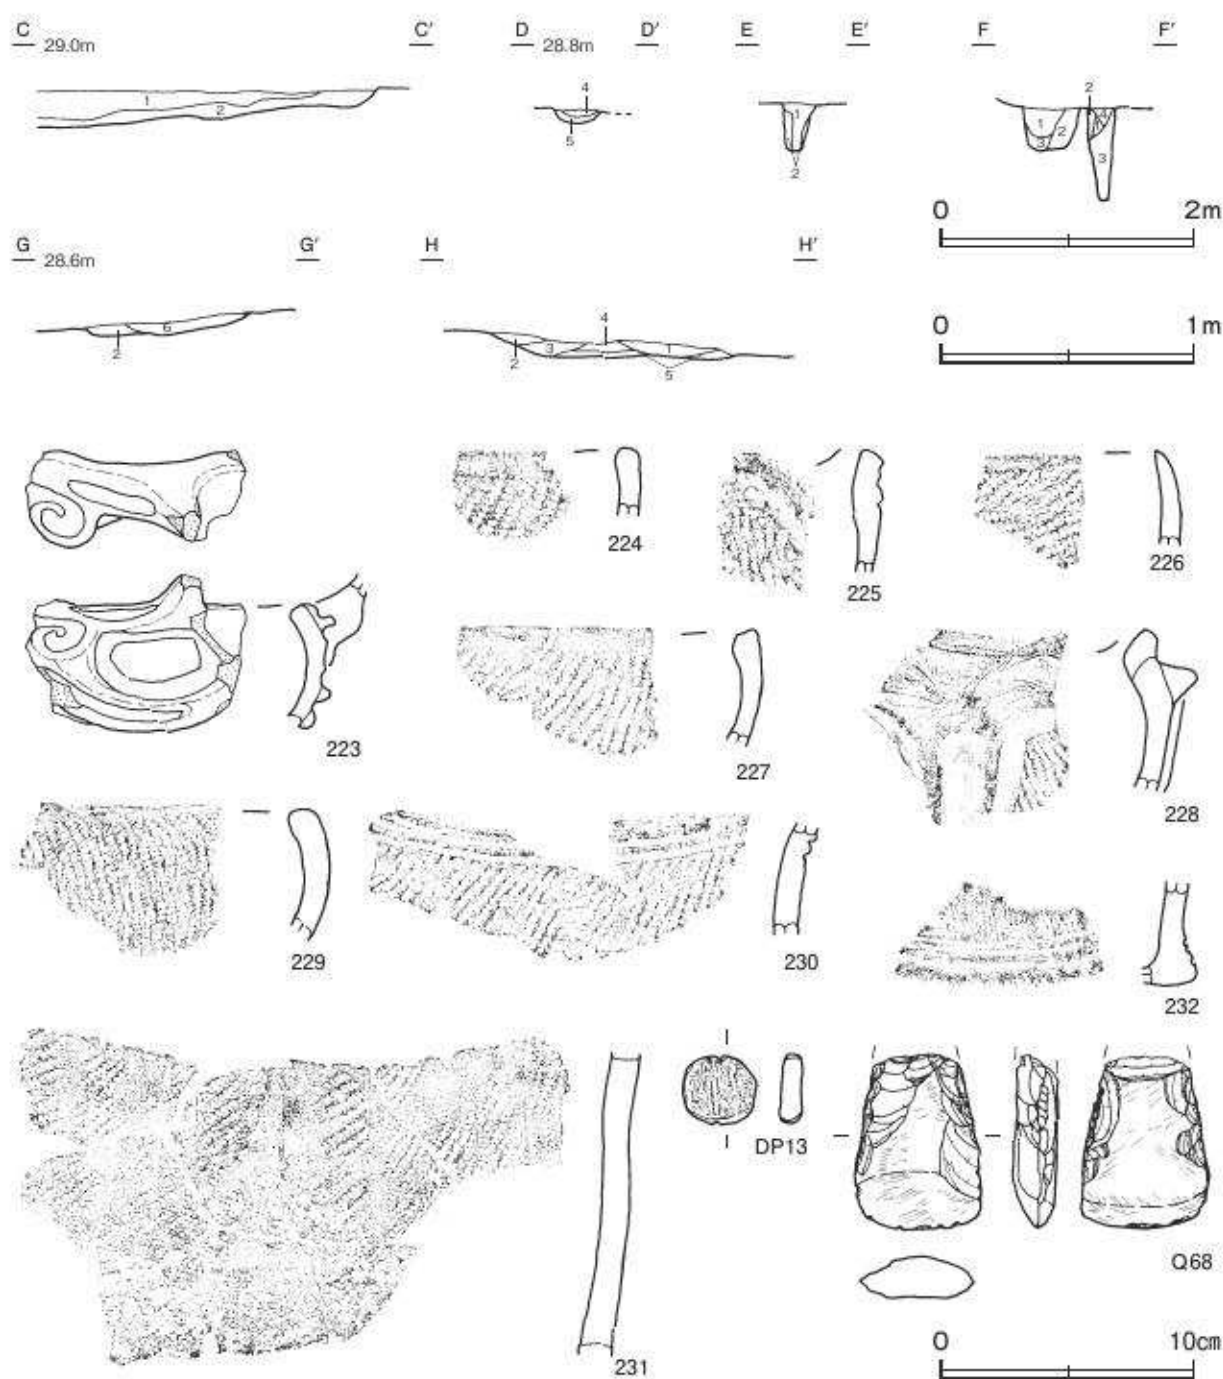 C C′ D D′ E E′ F F′
29.0m 28.8m
1 2 4 5 1 2 2 1 2 3 4 3
0 2m
G G′ H H′
28.6m
0 1m
6 2 4 3 1 2 5
224 225 226
223 227 228
229 230 232
DP13
Q68
231
0 10cm